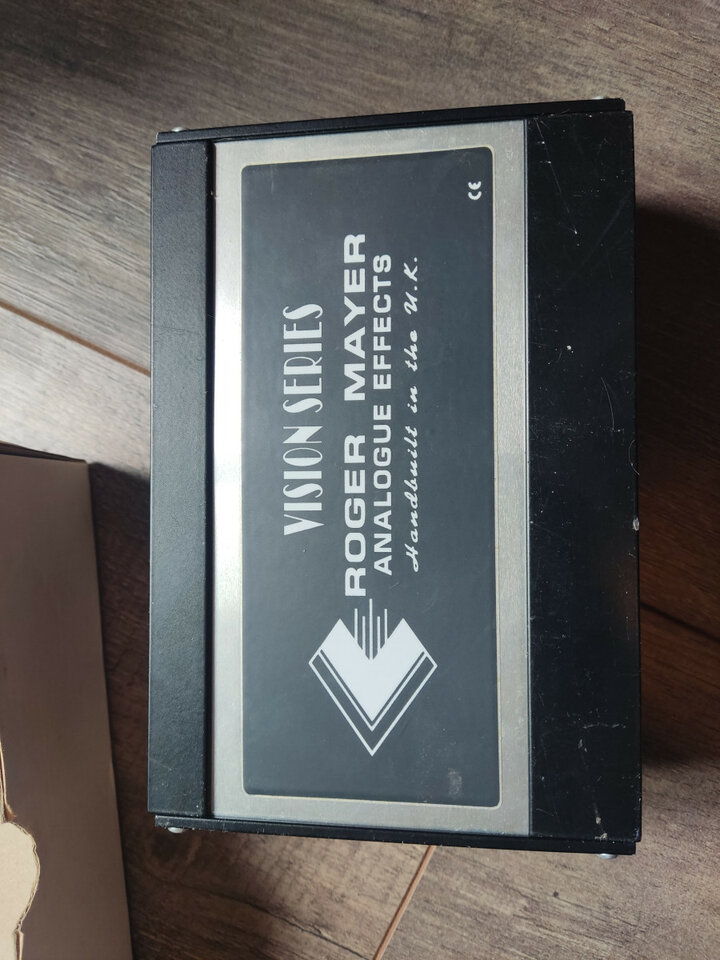 VISION SERIES
ROGER MAYER
ANALOGUE EFFECTS
Handbuilt in the U.K.
CE